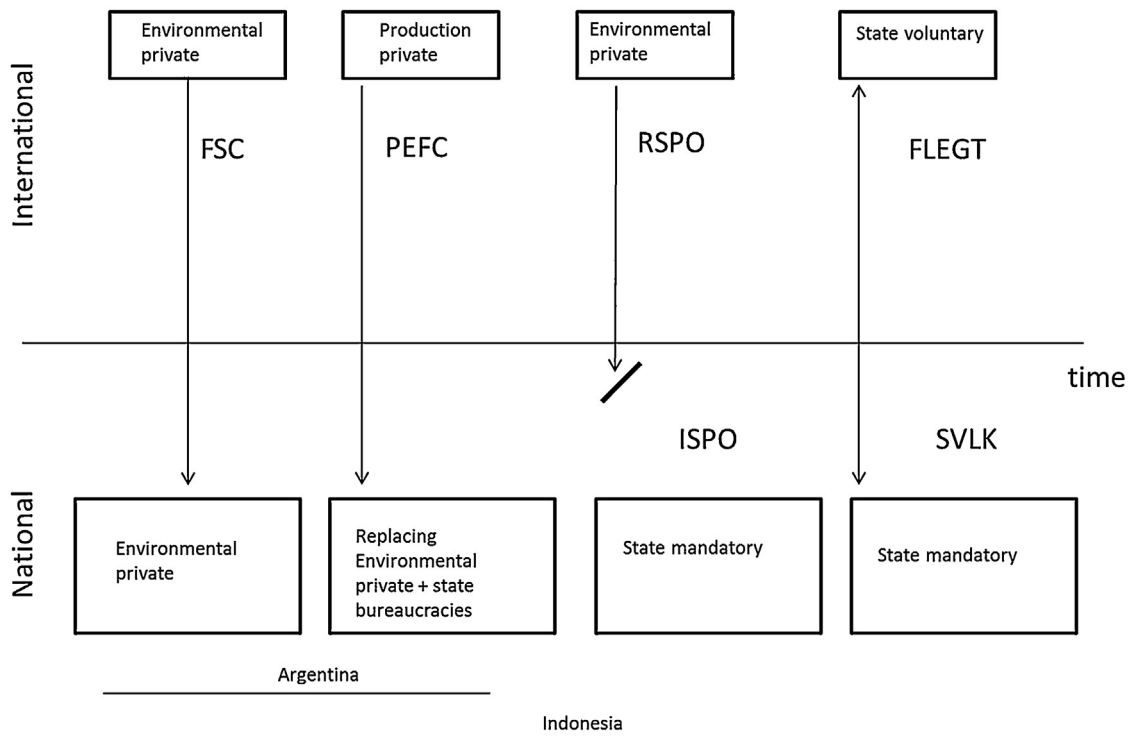 Environmental
private
Production
private
Environmental
private
State voluntary
International
FSC
PEFC
RSPO
FLEGT
time
ISPO
SVLK
National
Environmental
private
Replacing
Environmental
private + state
bureaucracies
State mandatory
State mandatory
Argentina
Indonesia